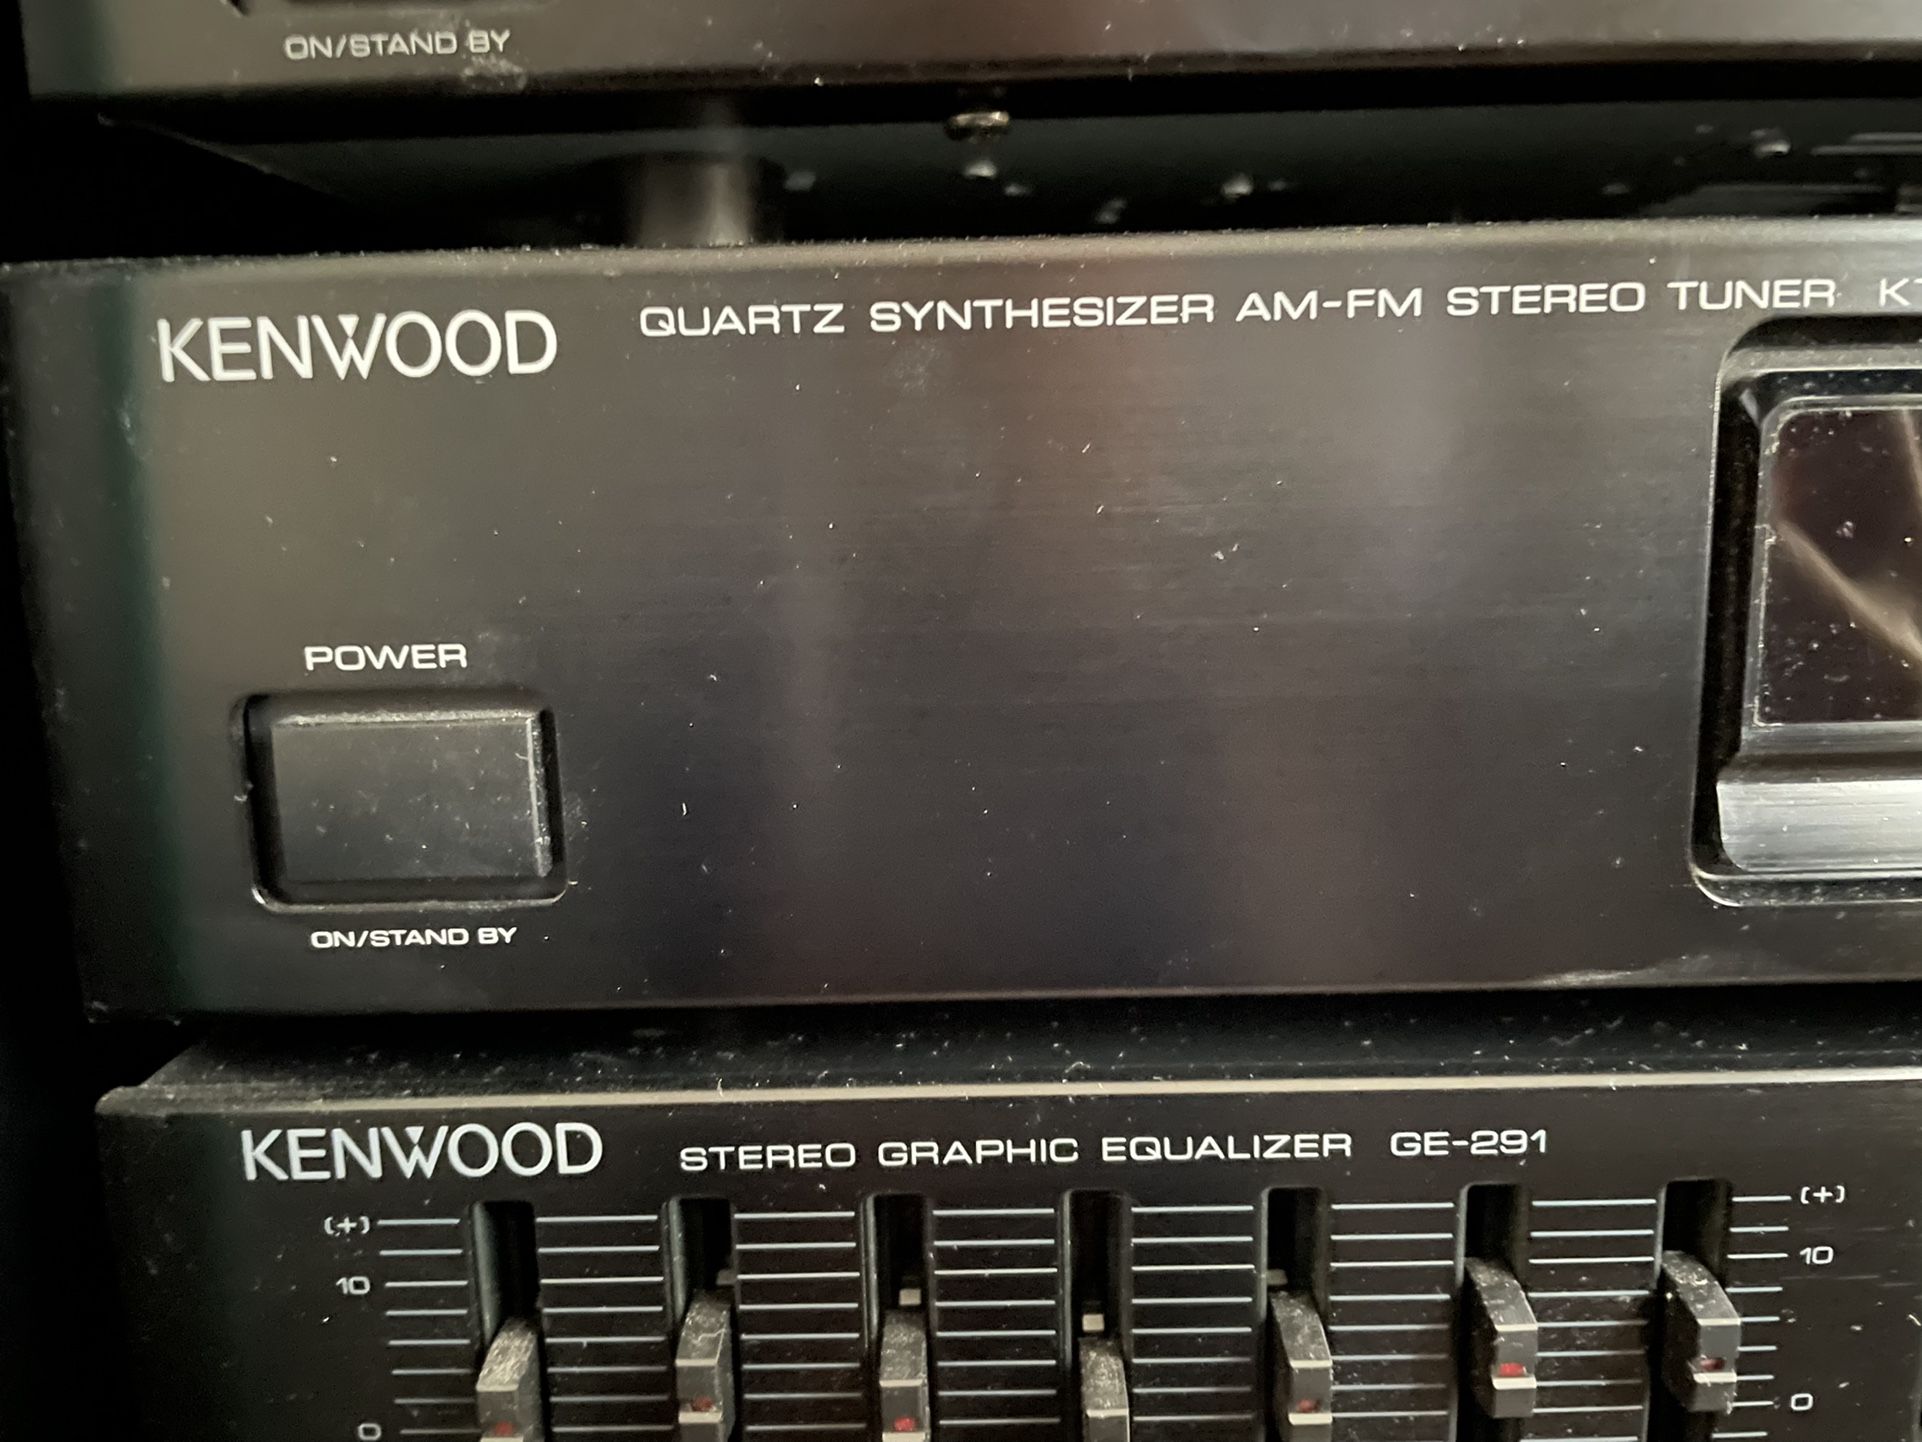 ON/STAND BY
KENWOOD QUARTZ SYNTHESIZER AM-FM STEREO TUNER
POWER
ON/STAND BY
KENWOOD STEREO GRAPHIC EQUALIZER GE-291
(+) (+)
10 10
0 0